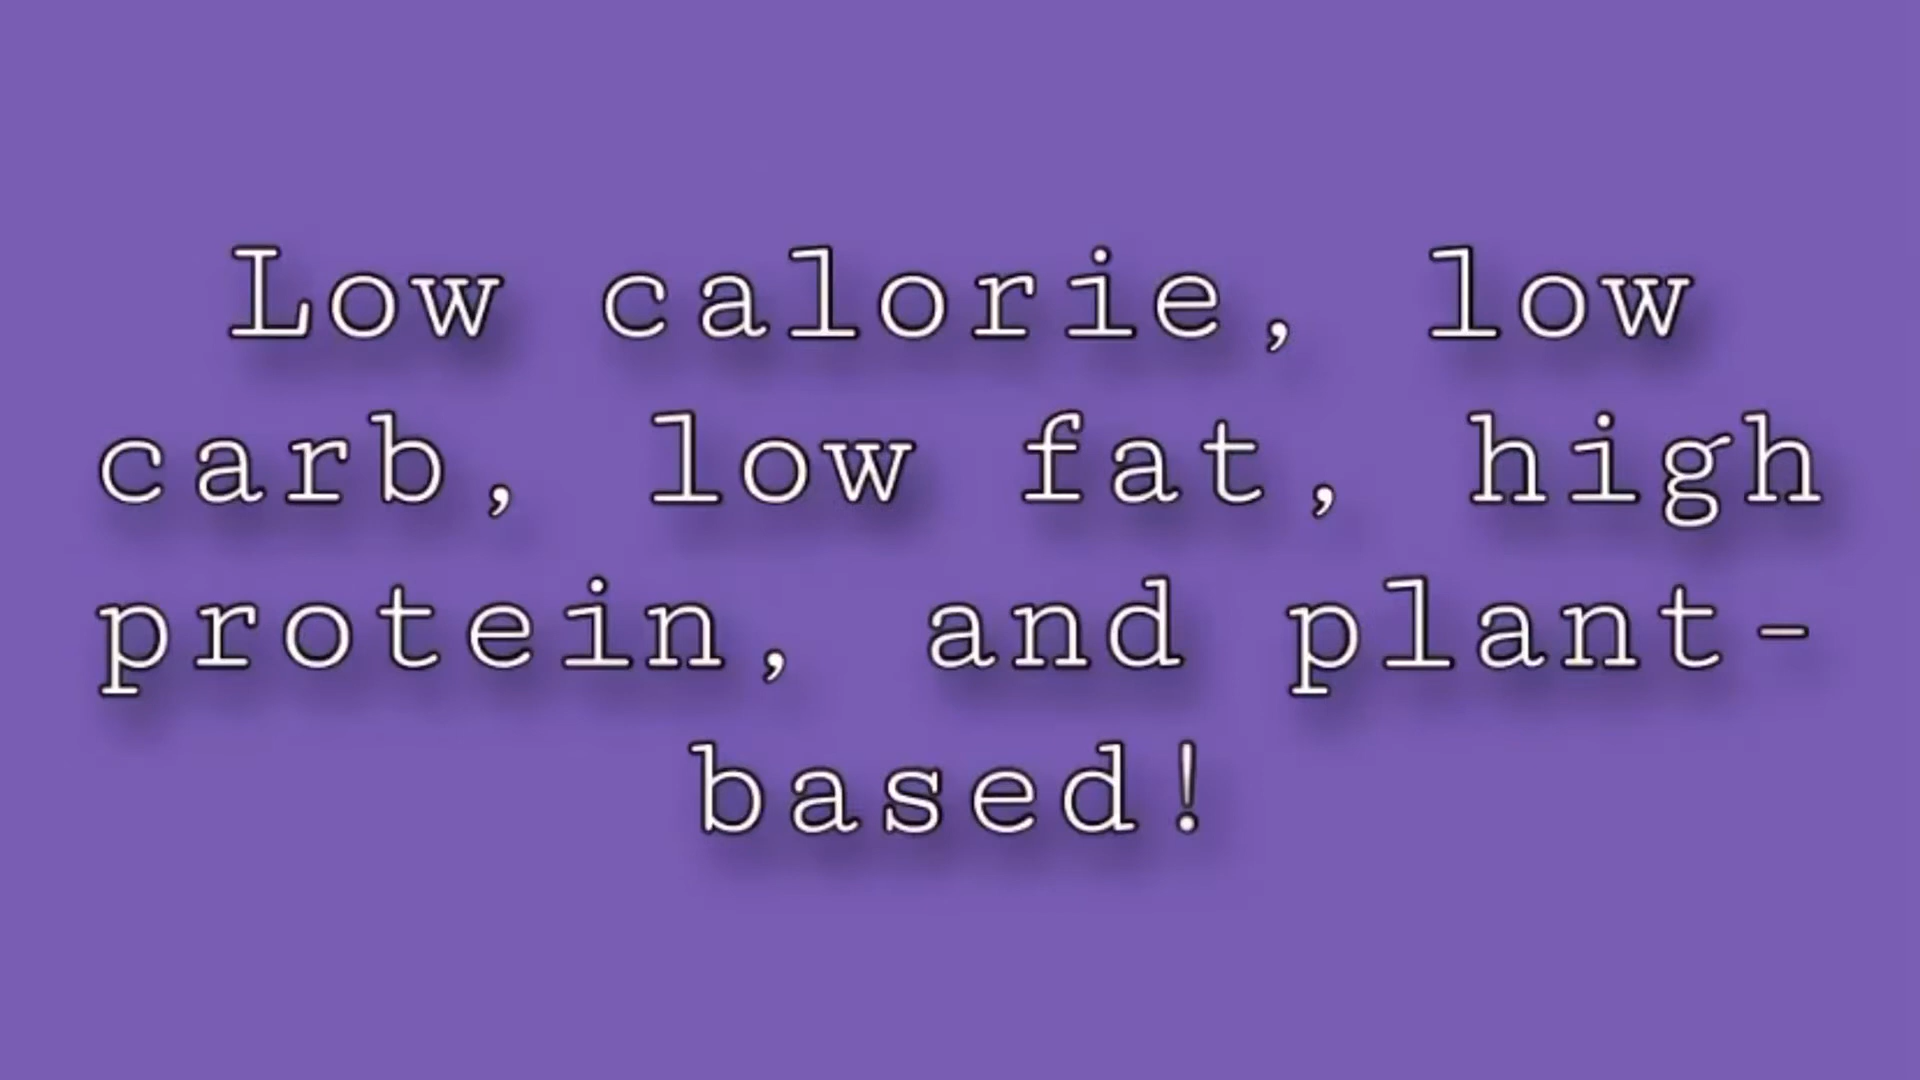 Low calorie, low
carb, low fat, high
protein, and plant-
based!